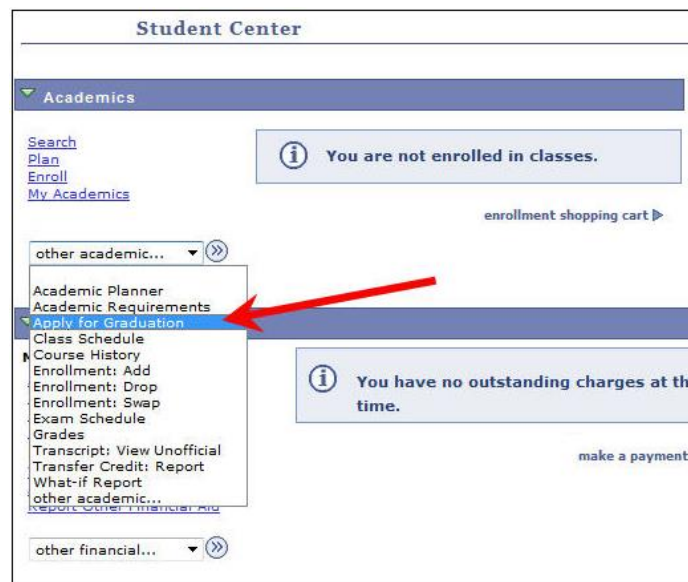 Student Center
Academics
Search
Plan
Enroll
My Academics
You are not enrolled in classes.
enrollment shopping cart
other academic...
Academic Planner
Academic Requirements
Apply for Graduation
Class Schedule
Course History
Enrollment: Add
Enrollment: Drop
Enrollment: Swap
Exam Schedule
Grades
Transcript: View Unofficial
Transfer Credit: Report
What-if Report
other academic...
You have no outstanding charges at th
time.
make a payment
Report Other Financial Aid
other financial...